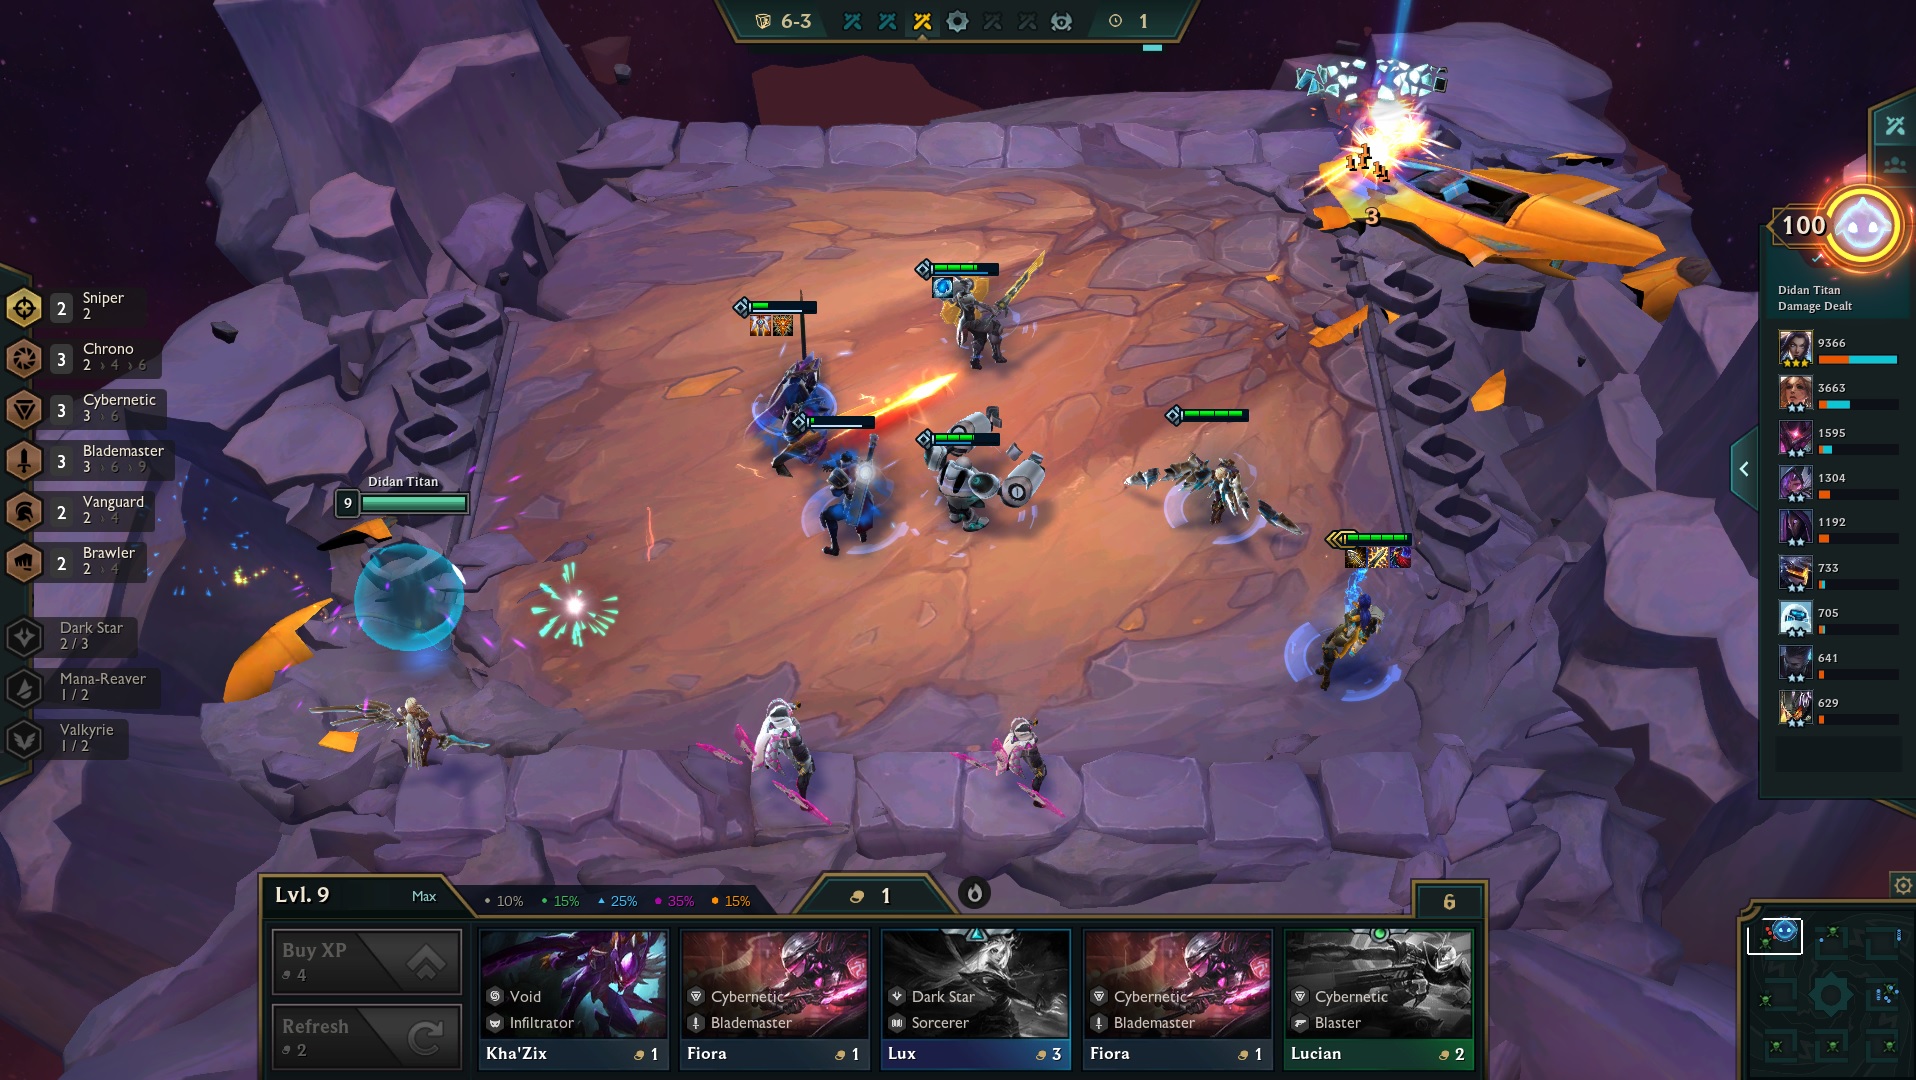 6-3
1
3
100
Didan Titan
Damage Dealt
9366
3663
1595
1304
1192
733
705
641
629
2 Sniper
2
3 Chrono
2 › 4 › 6
3 Cybernetic
3 › 6
3 Blademaster
3 › 6 › 9
2 Vanguard
2 › 4
2 Brawler
2 › 4
Dark Star
2 / 3
Mana-Reaver
1 / 2
Valkyrie
1 / 2
Didan Titan
9
Lvl. 9
Max
10% 15% 25% 35% 15%
1
6
Buy XP
4
Refresh
2
Void
Infiltrator
Kha'Zix 1
Cybernetic
Blademaster
Fiora 1
Dark Star
Sorcerer
Lux 3
Cybernetic
Blademaster
Fiora 1
Cybernetic
Blaster
Lucian 2